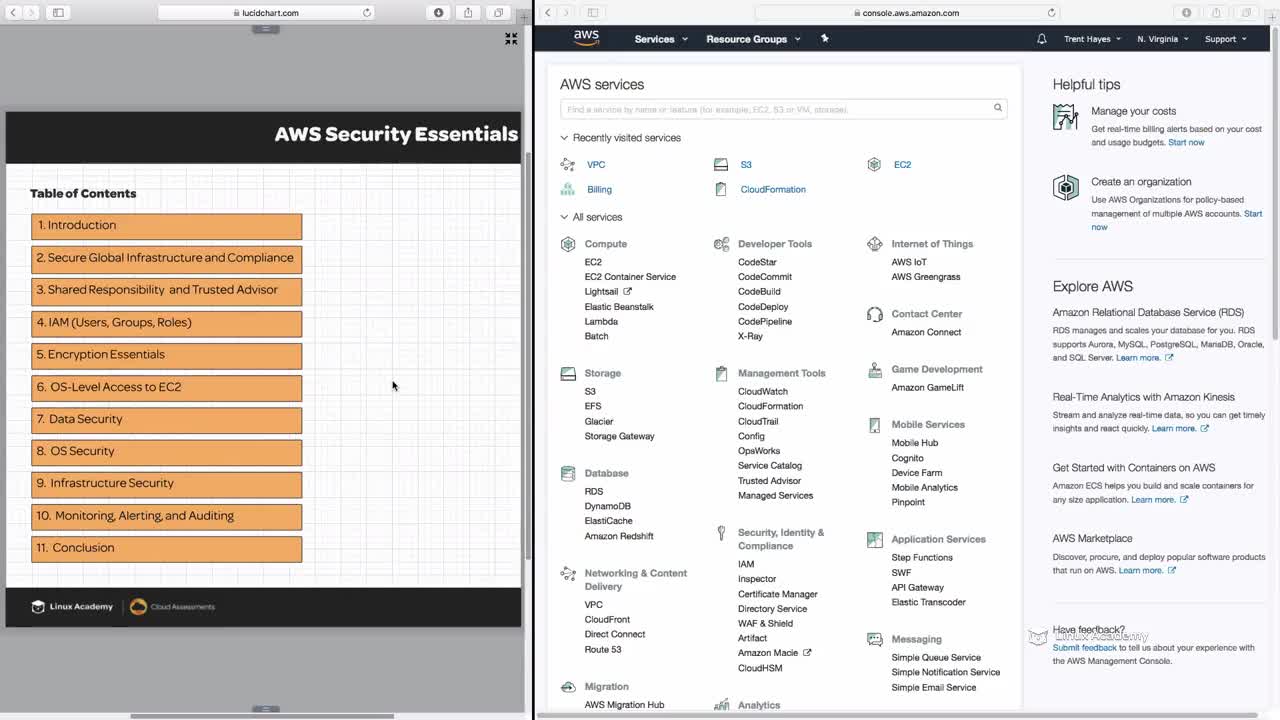 lucidchart.com
AWS Security Essentials
Table of Contents
1. Introduction
2. Secure Global Infrastructure and Compliance
3. Shared Responsibility and Trusted Advisor
4. IAM (Users, Groups, Roles)
5. Encryption Essentials
6. OS-Level Access to EC2
7. Data Security
8. OS Security
9. Infrastructure Security
10. Monitoring, Alerting, and Auditing
11. Conclusion
Linux Academy
Cloud Assessments
console.aws.amazon.com
aws
Services
Resource Groups
Trent Hayes
N. Virginia
Support
AWS services
Find a service by name or feature (for example, EC2, S3 or VM, storage).
Recently visited services
VPC
S3
EC2
Billing
CloudFormation
All services
Compute
EC2
EC2 Container Service
Lightsail
Elastic Beanstalk
Lambda
Batch
Storage
S3
EFS
Glacier
Storage Gateway
Database
RDS
DynamoDB
ElastiCache
Amazon Redshift
Networking & Content
Delivery
VPC
CloudFront
Direct Connect
Route 53
Migration
AWS Migration Hub
Developer Tools
CodeStar
CodeCommit
CodeBuild
CodeDeploy
CodePipeline
X-Ray
Management Tools
CloudWatch
CloudFormation
CloudTrail
Config
OpsWorks
Service Catalog
Trusted Advisor
Managed Services
Security, Identity &
Compliance
IAM
Inspector
Certificate Manager
Directory Service
WAF & Shield
Artifact
Amazon Macie
CloudHSM
Analytics
Internet of Things
AWS IoT
AWS Greengrass
Contact Center
Amazon Connect
Game Development
Amazon GameLift
Mobile Services
Mobile Hub
Cognito
Device Farm
Mobile Analytics
Pinpoint
Application Services
Step Functions
SWF
API Gateway
Elastic Transcoder
Messaging
Simple Queue Service
Simple Notification Service
Simple Email Service
Helpful tips
Manage your costs
Get real-time billing alerts based on your cost
and usage budgets. Start now
Create an organization
Use AWS Organizations for policy-based
management of multiple AWS accounts. Start
now
Explore AWS
Amazon Relational Database Service (RDS)
RDS manages and scales your database for you. RDS
supports Aurora, MySQL, PostgreSQL, MariaDB, Oracle,
and SQL Server. Learn more.
Real-Time Analytics with Amazon Kinesis
Stream and analyze real-time data, so you can get timely
insights and react quickly. Learn more.
Get Started with Containers on AWS
Amazon ECS helps you build and scale containers for
any size application. Learn more.
AWS Marketplace
Discover, procure, and deploy popular software products
that run on AWS. Learn more.
Have feedback?
Linux Academy
Submit feedback to tell us about your experience with
the AWS Management Console.